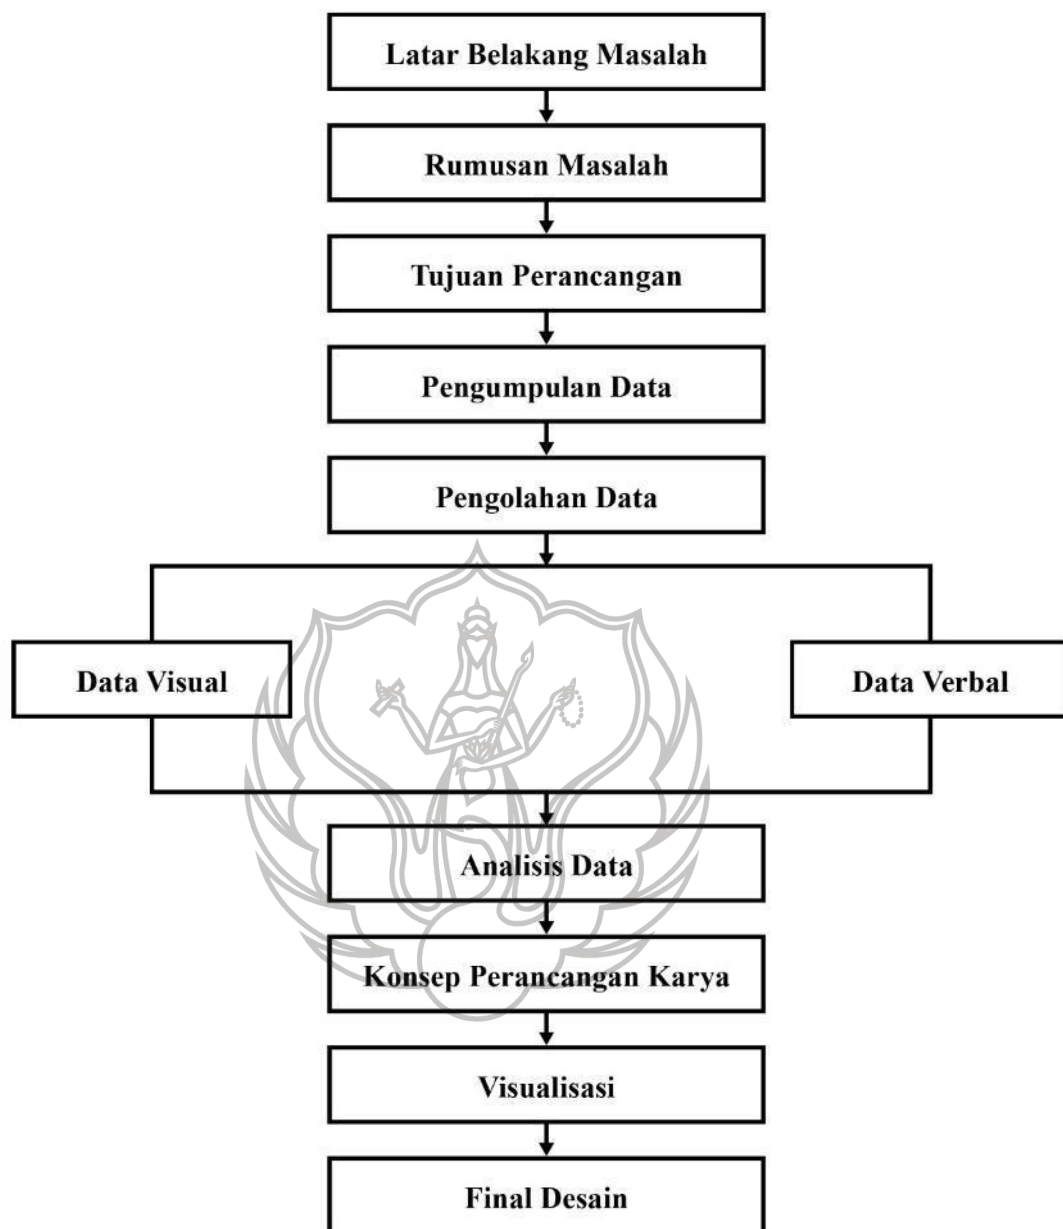 Latar Belakang Masalah
Rumusan Masalah
Tujuan Perancangan
Pengumpulan Data
Pengolahan Data
Data Visual
Data Verbal
Analisis Data
Konsep Perancangan Karya
Visualisasi
Final Desain